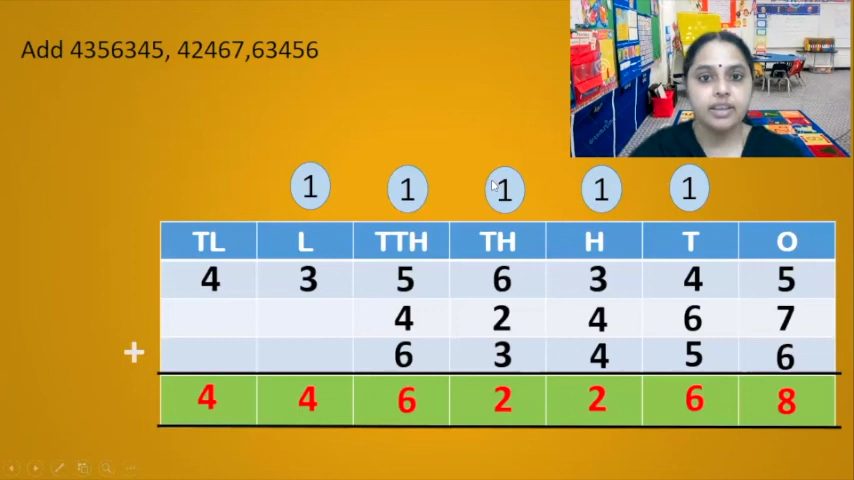 Add 4356345, 42467,63456
1 1 1 1 1
TL L TTH TH H T O
4 3 5 6 3 4 5
4 2 4 6 7
+ 6 3 4 5 6
4 4 6 2 2 6 8